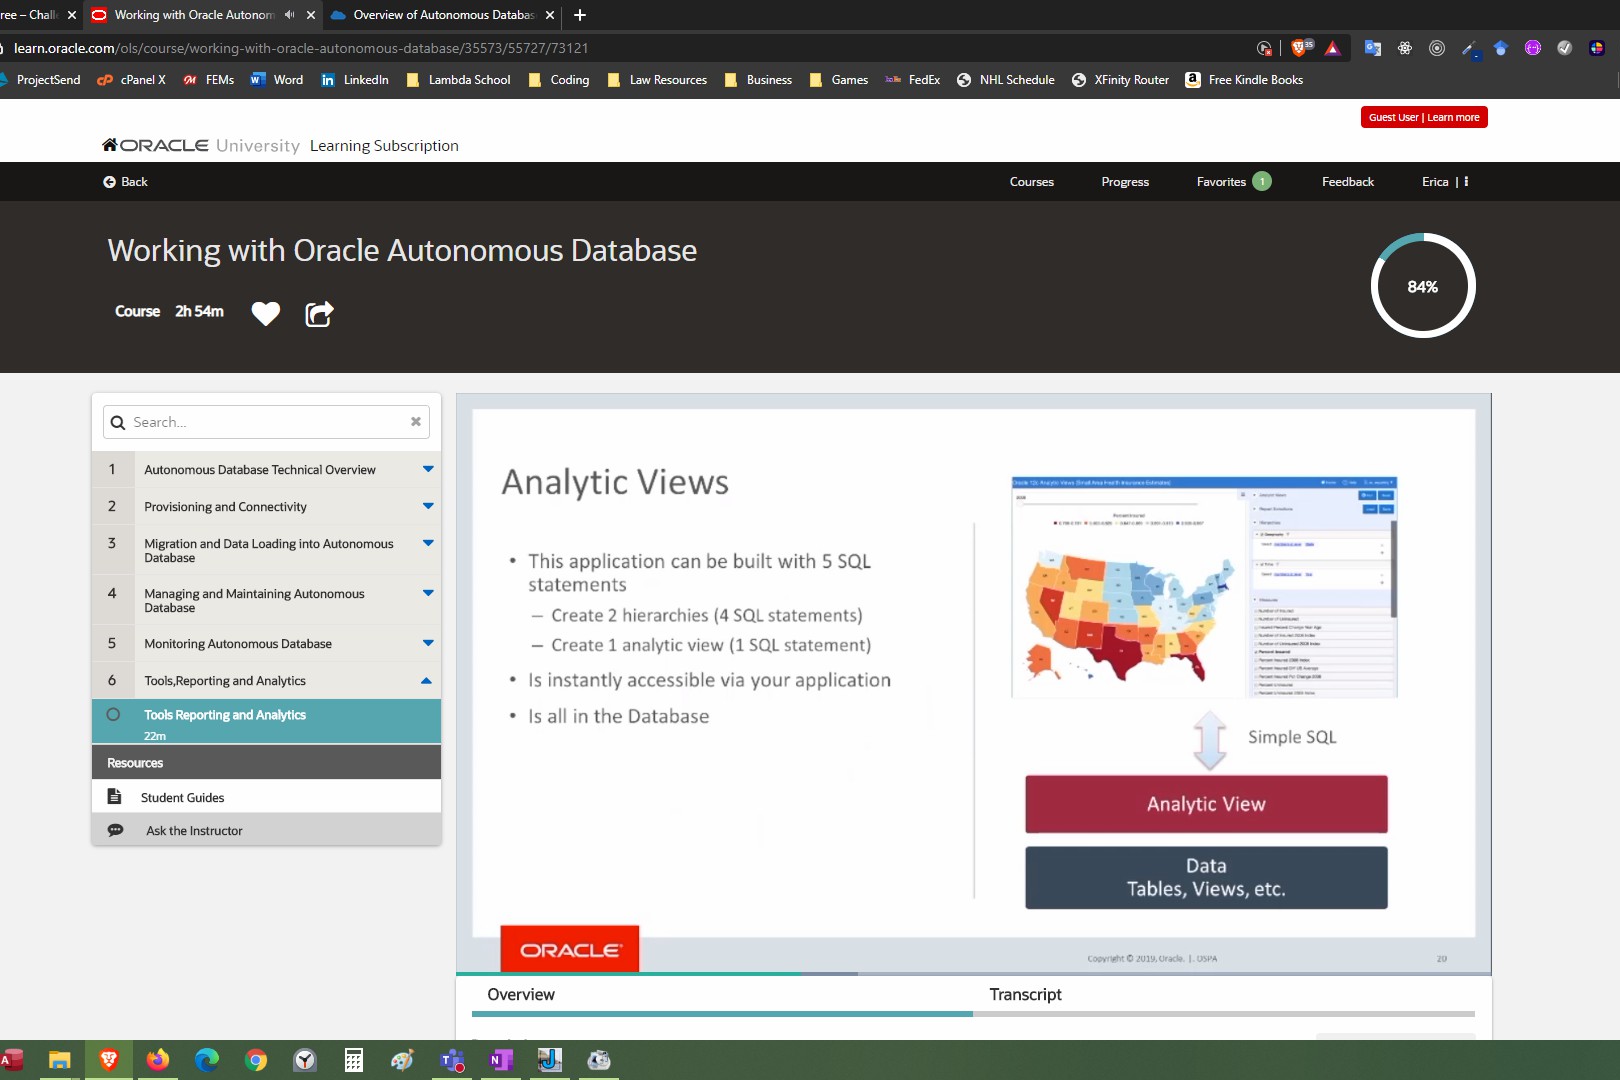 ree – Chall
Working with Oracle Autonom
Overview of Autonomous Databas
learn.oracle.com/ols/course/working-with-oracle-autonomous-database/35573/55727/73121
35
ProjectSend
cPanel X
FEMs
Word
LinkedIn
Lambda School
Coding
Law Resources
Business
Games
FedEx
NHL Schedule
XFinity Router
Free Kindle Books
Guest User | Learn more
ORACLE University Learning Subscription
Back
Courses
Progress
Favorites 1
Feedback
Erica |
Working with Oracle Autonomous Database
Course 2h 54m
84%
Search...
1 Autonomous Database Technical Overview
2 Provisioning and Connectivity
3 Migration and Data Loading into Autonomous
Database
4 Managing and Maintaining Autonomous
Database
5 Monitoring Autonomous Database
6 Tools,Reporting and Analytics
Tools Reporting and Analytics
22m
Resources
Student Guides
Ask the Instructor
Analytic Views
• This application can be built with 5 SQL
statements
– Create 2 hierarchies (4 SQL statements)
– Create 1 analytic view (1 SQL statement)
• Is instantly accessible via your application
• Is all in the Database
Simple SQL
Analytic View
Data
Tables, Views, etc.
ORACLE
Copyright © 2019, Oracle. |. OSPA
20
Overview
Transcript